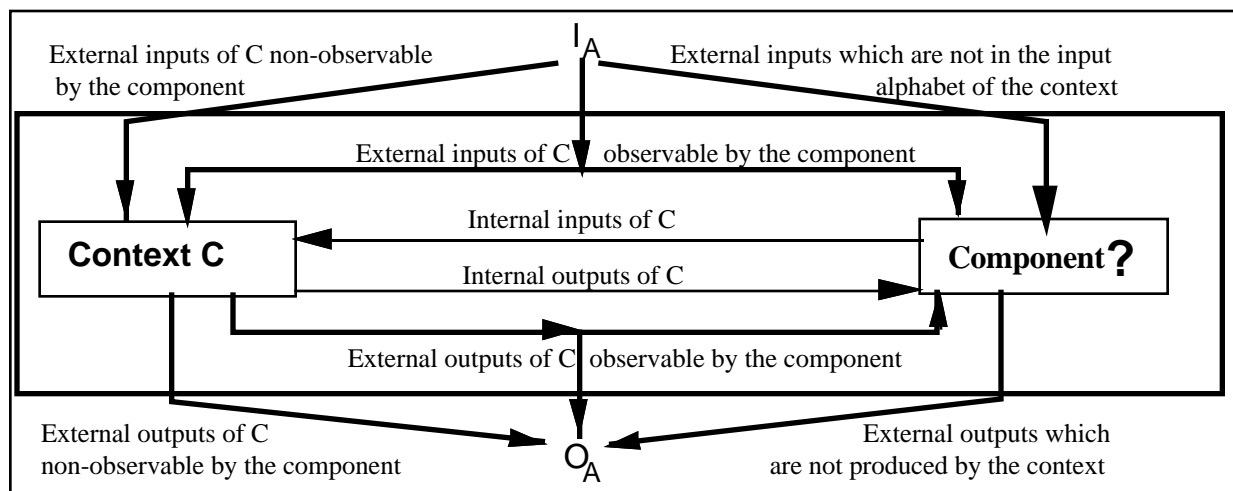 I A
External inputs of C non-observable
by the component
External inputs which are not in the input
alphabet of the context
External inputs of C observable by the component
Internal inputs of C
Context C
Component ?
Internal outputs of C
External outputs of C observable by the component
External outputs of C
non-observable by the component
O A
External outputs which
are not produced by the context